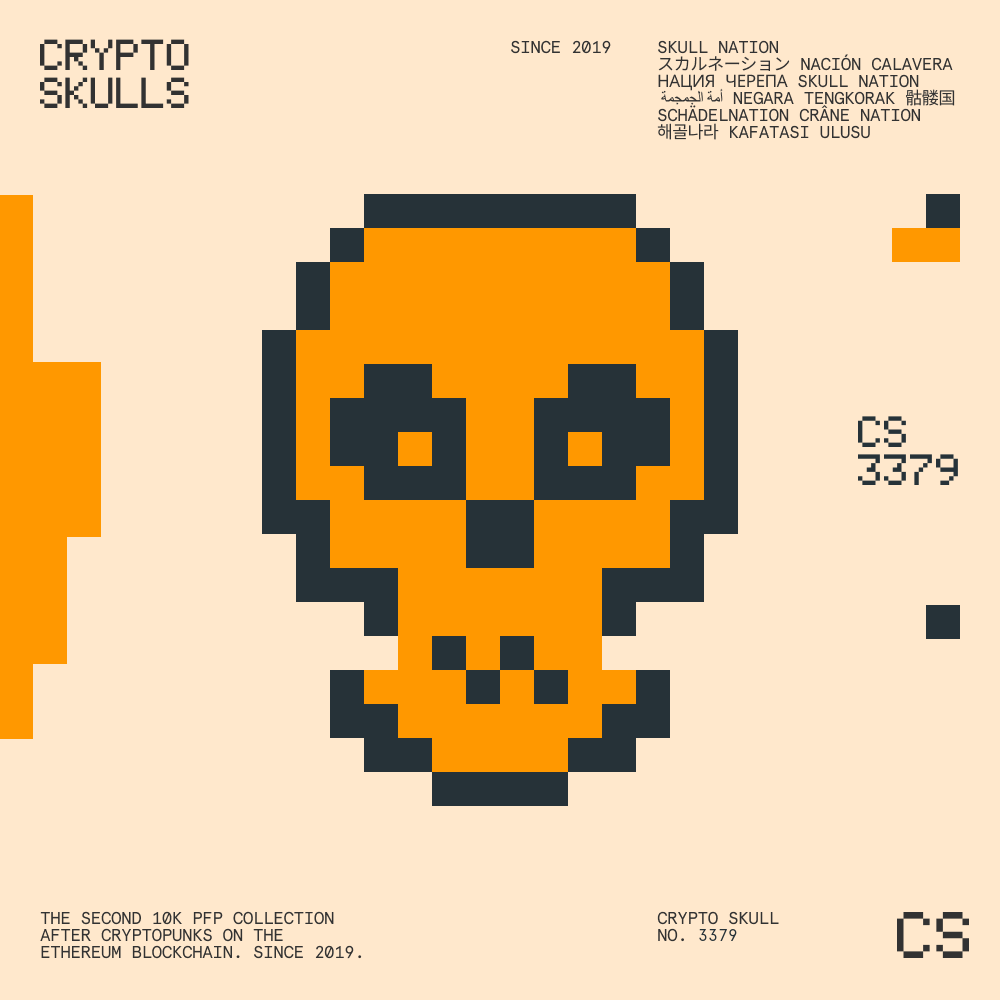 CRYPTO
SKULLS
SINCE 2019
SKULL NATION
スカルネーション NACIÓN CALAVERA
НАЦИЯ ЧЕРЕПА SKULL NATION
أمة الجمجمة NEGARA TENGKORAK 骷髅国
SCHÄDELNATION CRÂNE NATION
해골나라 KAFATASI ULUSU
CS
3379
THE SECOND 10K PFP COLLECTION
AFTER CRYPTOPUNKS ON THE
ETHEREUM BLOCKCHAIN. SINCE 2019.
CRYPTO SKULL
NO. 3379
CS